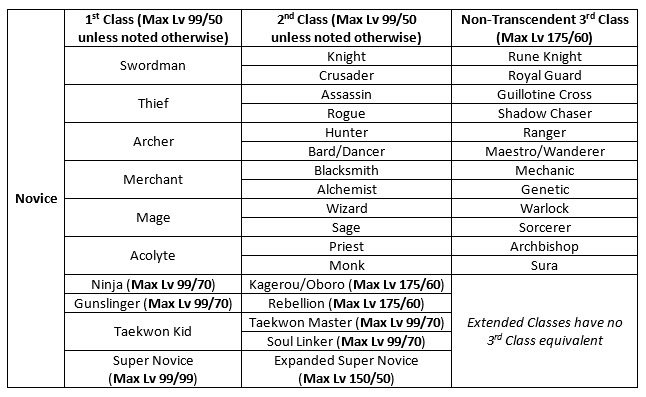 1st Class (Max Lv 99/50
unless noted otherwise)
2nd Class (Max Lv 99/50
unless noted otherwise)
Non-Transcendent 3rd Class
(Max Lv 175/60)
Novice
Swordman
Knight
Rune Knight
Crusader
Royal Guard
Thief
Assassin
Guillotine Cross
Rogue
Shadow Chaser
Archer
Hunter
Ranger
Bard/Dancer
Maestro/Wanderer
Merchant
Blacksmith
Mechanic
Alchemist
Genetic
Mage
Wizard
Warlock
Sage
Sorcerer
Acolyte
Priest
Archbishop
Monk
Sura
Ninja (Max Lv 99/70)
Kagerou/Oboro (Max Lv 175/60)
Gunslinger (Max Lv 99/70)
Rebellion (Max Lv 175/60)
Taekwon Kid
Taekwon Master (Max Lv 99/70)
Soul Linker (Max Lv 99/70)
Super Novice
(Max Lv 99/99)
Expanded Super Novice
(Max Lv 150/50)
Extended Classes have no
3rd Class equivalent